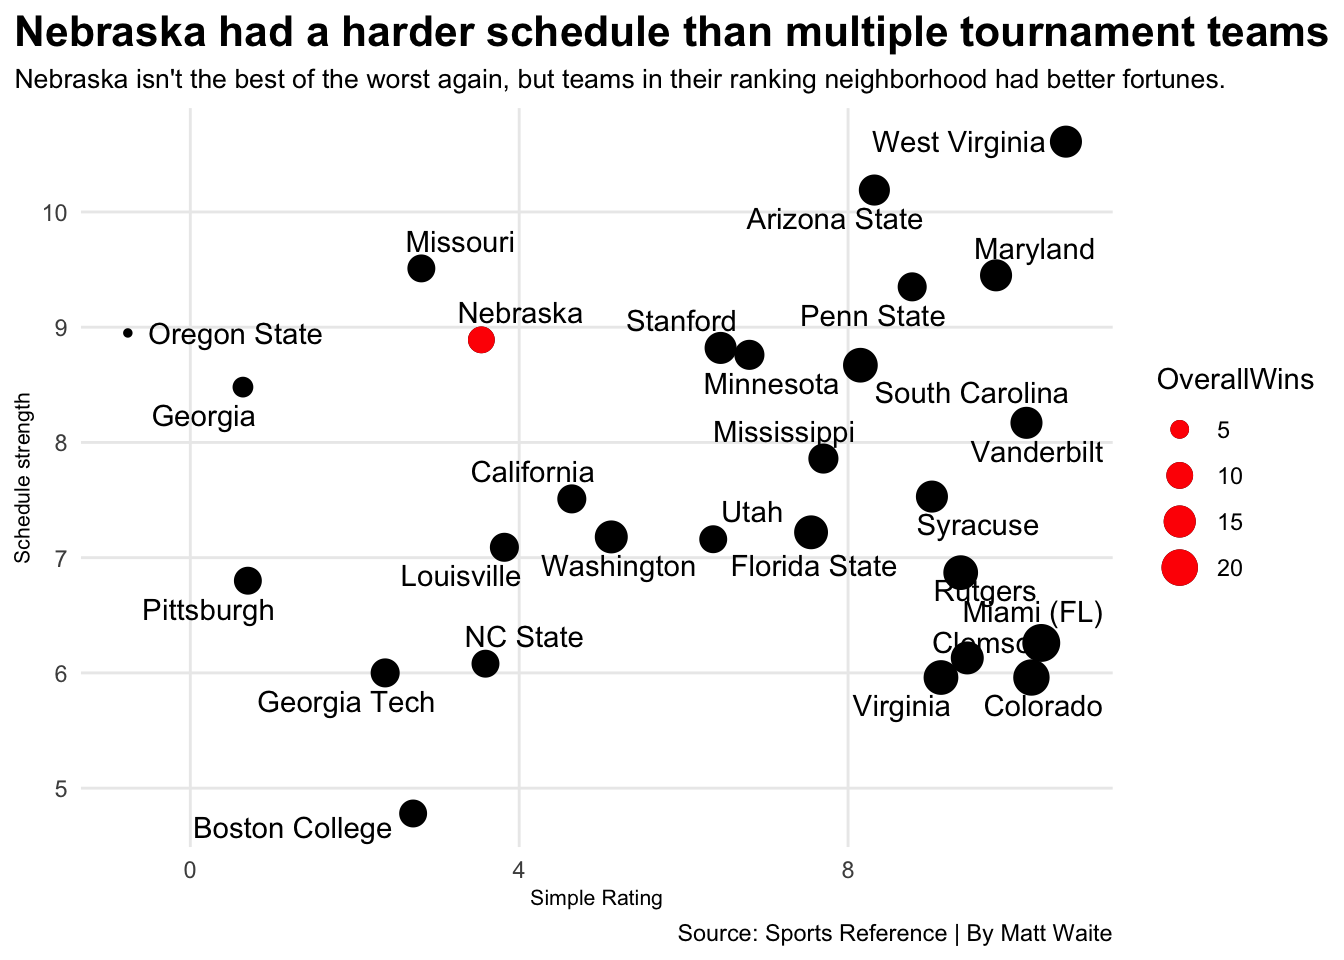 Nebraska had a harder schedule than multiple tournament teams
Nebraska isn't the best of the worst again, but teams in their ranking neighborhood had better fortunes.
West Virginia
Arizona State
Missouri
Maryland
Nebraska
Penn State
Stanford
Oregon State
Minnesota
South Carolina
Georgia
Mississippi
Vanderbilt
California
Utah
Syracuse
Louisville
Washington
Florida State
Rutgers
Pittsburgh
Miami (FL)
NC State
Clemson
Georgia Tech
Virginia
Colorado
Boston College
10
9
8
7
6
5
Schedule strength
0
4
8
Simple Rating
OverallWins
5
10
15
20
Source: Sports Reference | By Matt Waite